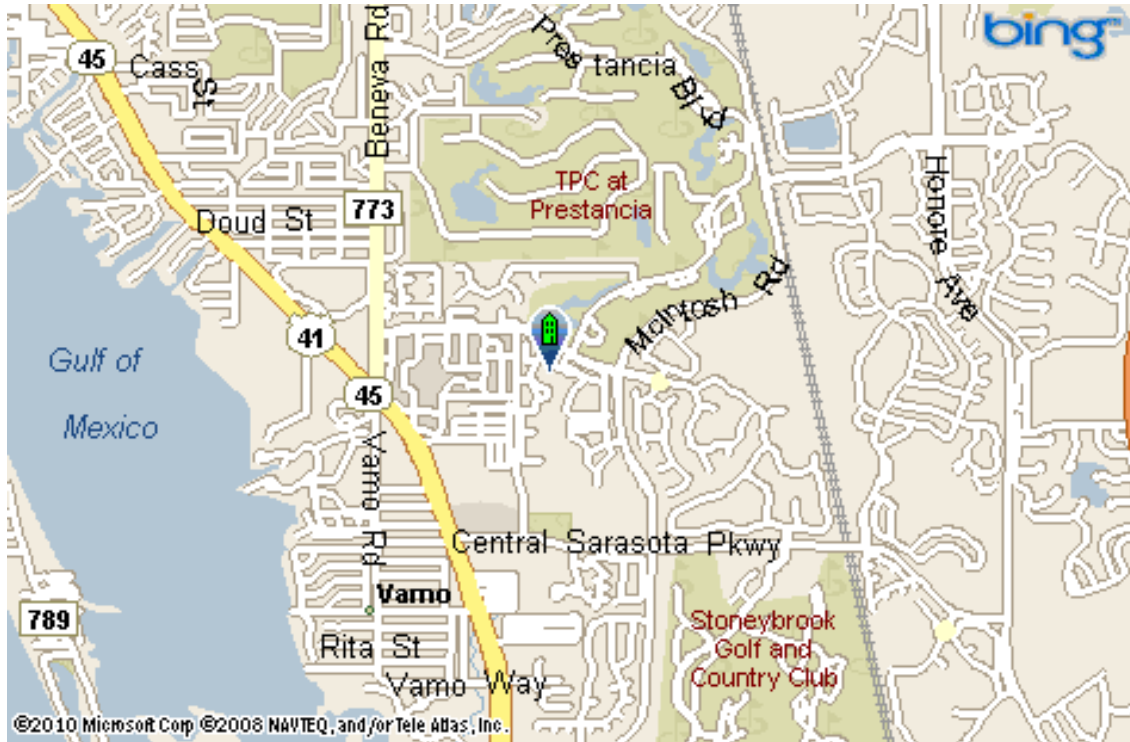 bing
45
Cass St
Beneva Rd
Prestancia Blvd
TPC at
Prestancia
773
Doud St
Honore Ave
McIntosh Rd
41
Gulf of
Mexico
45
Vamo Rd
Central Sarasota Pkwy
Vamo
789
Rita St
Stoneybrook
Golf and
Country Club
Vamo Way
©2010 Microsoft Corp ©2008 NAVTEQ, and/or Tele Atlas, Inc.